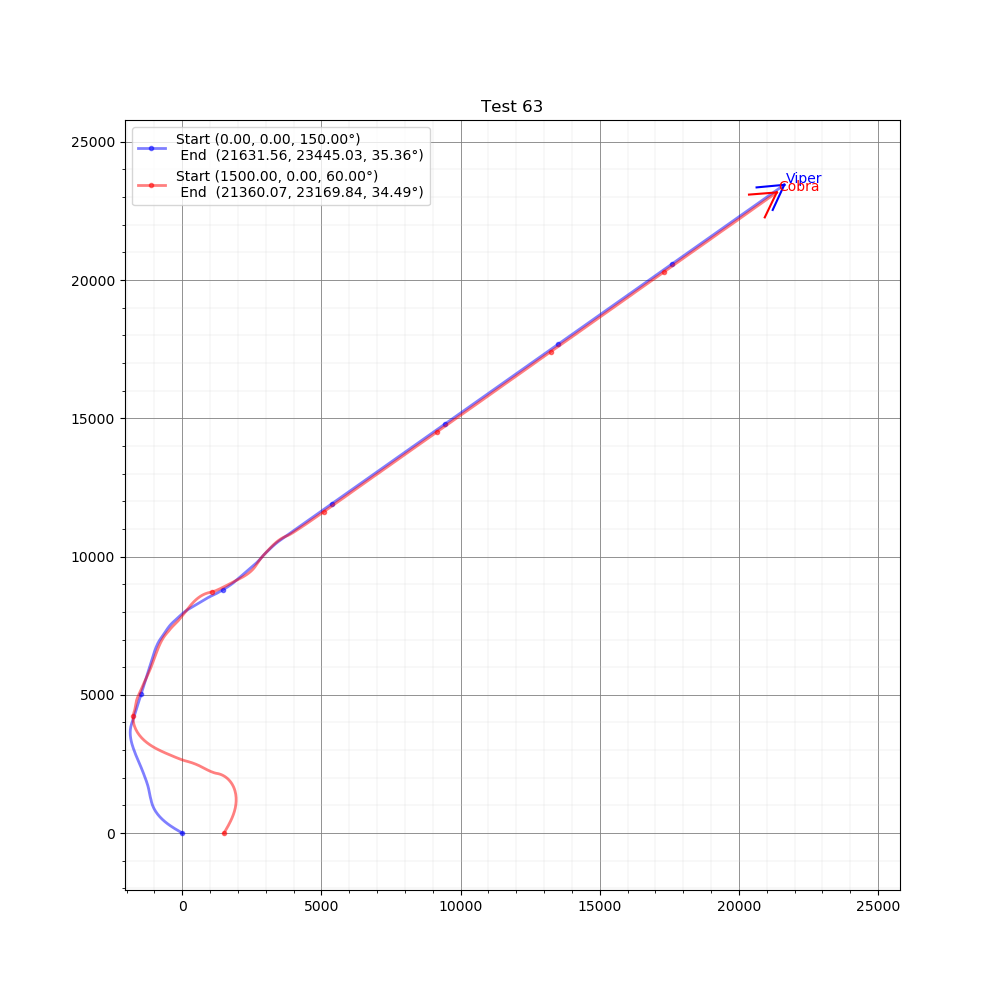 Test 63
Start (0.00, 0.00, 150.00°)
End  (21631.56, 23445.03, 35.36°)
Start (1500.00, 0.00, 60.00°)
End  (21360.07, 23169.84, 34.49°)
Viper
Cobra
25000
20000
15000
10000
5000
0
0 5000 10000 15000 20000 25000